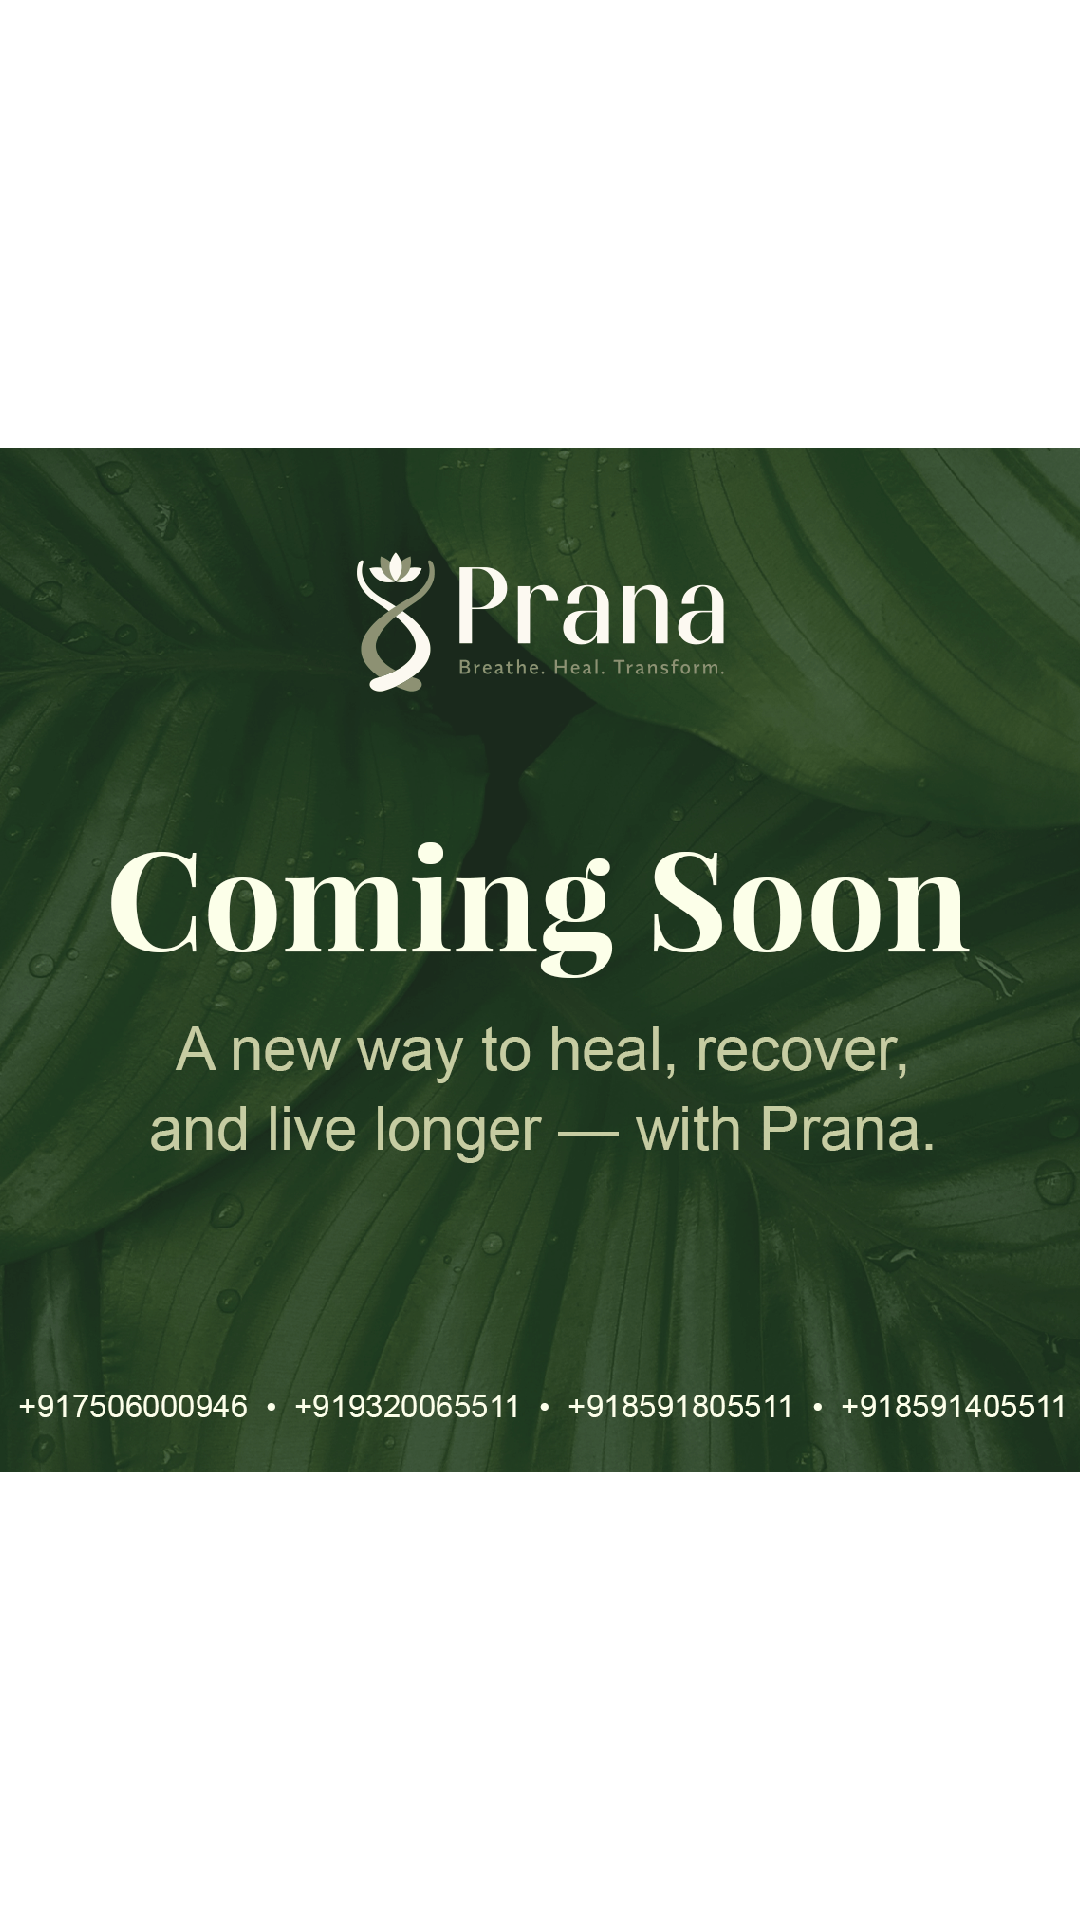 Prana
Breathe. Heal. Transform.
Coming Soon
A new way to heal, recover,
and live longer — with Prana.
+917506000946 • +919320065511 • +918591805511 • +918591405511